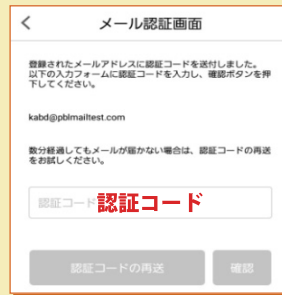 メール認証画面
登録されたメールアドレスに認証コードを送付しました。
以下の入力フォームに認証コードを入力し、確認ボタンを押
下してください。
kabd@pblmailtest.com
数分経過してもメールが届かない場合は、認証コードの再送
をお試しください。
認証コード認証コード
認証コードの再送 確認